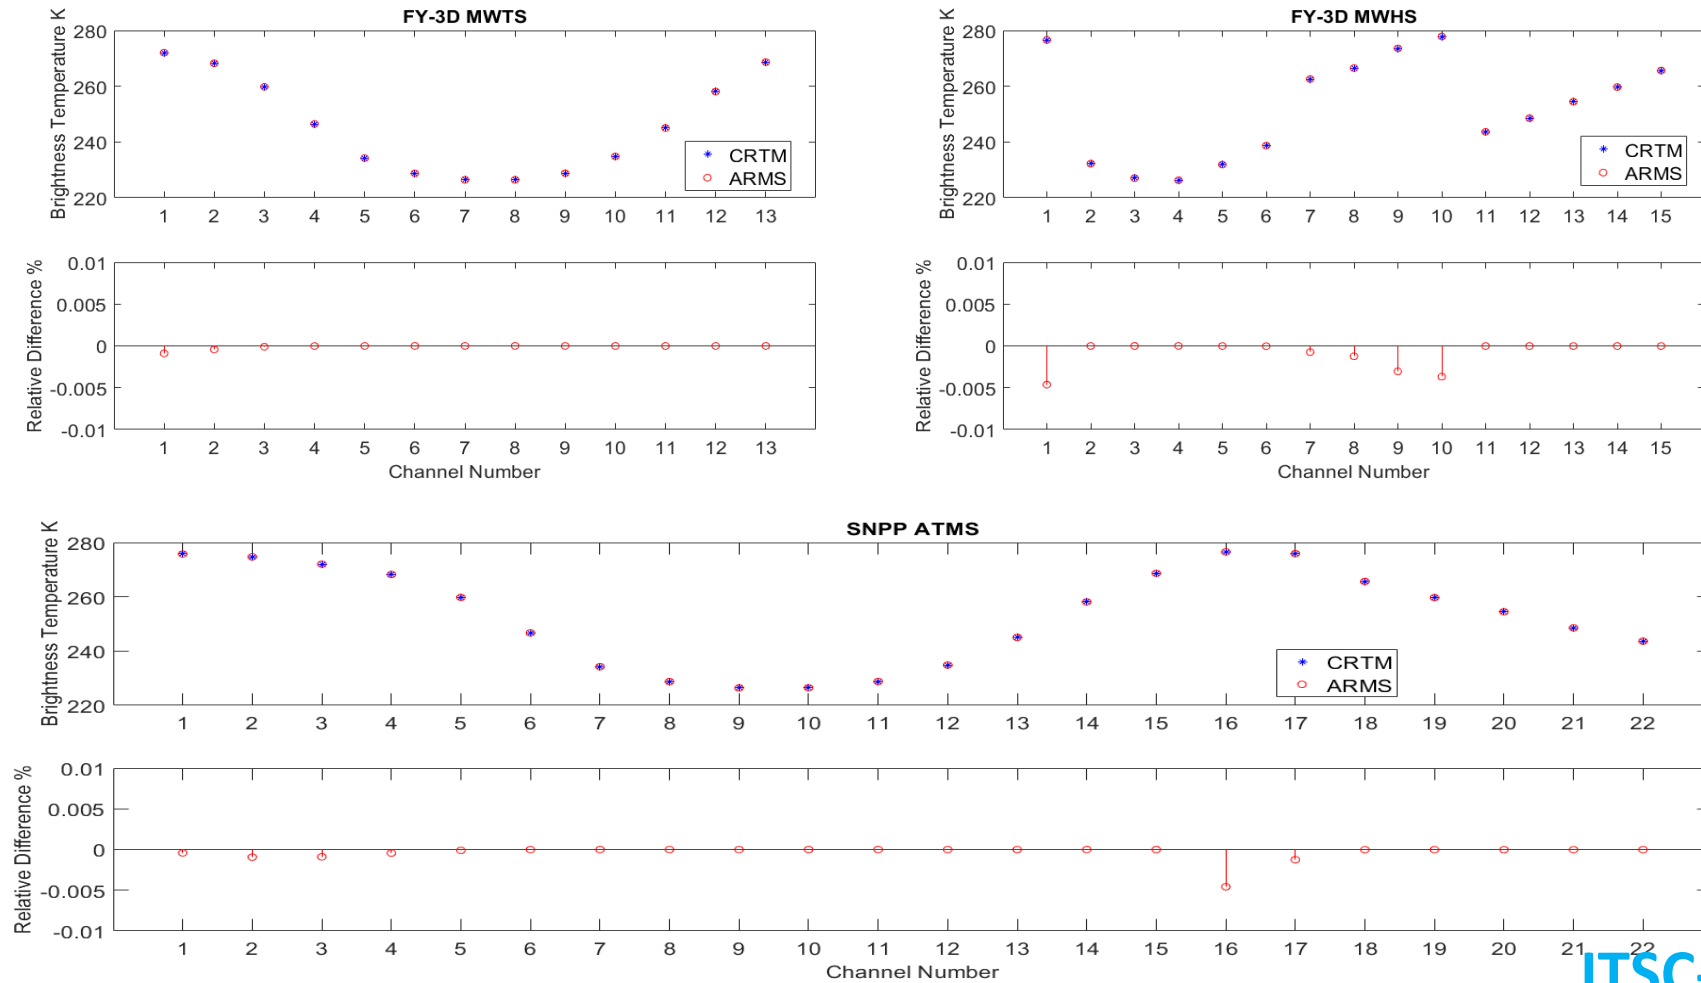 FY-3D MWTS
Brightness Temperature K
280
260
240
220
CRTM
ARMS
1 2 3 4 5 6 7 8 9 10 11 12 13
Relative Difference %
0.01
0.005
0
-0.005
-0.01
1 2 3 4 5 6 7 8 9 10 11 12 13
Channel Number
FY-3D MWHS
Brightness Temperature K
280
260
240
220
CRTM
ARMS
1 2 3 4 5 6 7 8 9 10 11 12 13 14 15
Relative Difference %
0.01
0.005
0
-0.005
-0.01
1 2 3 4 5 6 7 8 9 10 11 12 13 14 15
Channel Number
SNPP ATMS
Brightness Temperature K
280
260
240
220
CRTM
ARMS
1 2 3 4 5 6 7 8 9 10 11 12 13 14 15 16 17 18 19 20 21 22
Relative Difference %
0.01
0.005
0
-0.005
-0.01
1 2 3 4 5 6 7 8 9 10 11 12 13 14 15 16 17 18 19 20 21 22
Channel Number
ITSC-